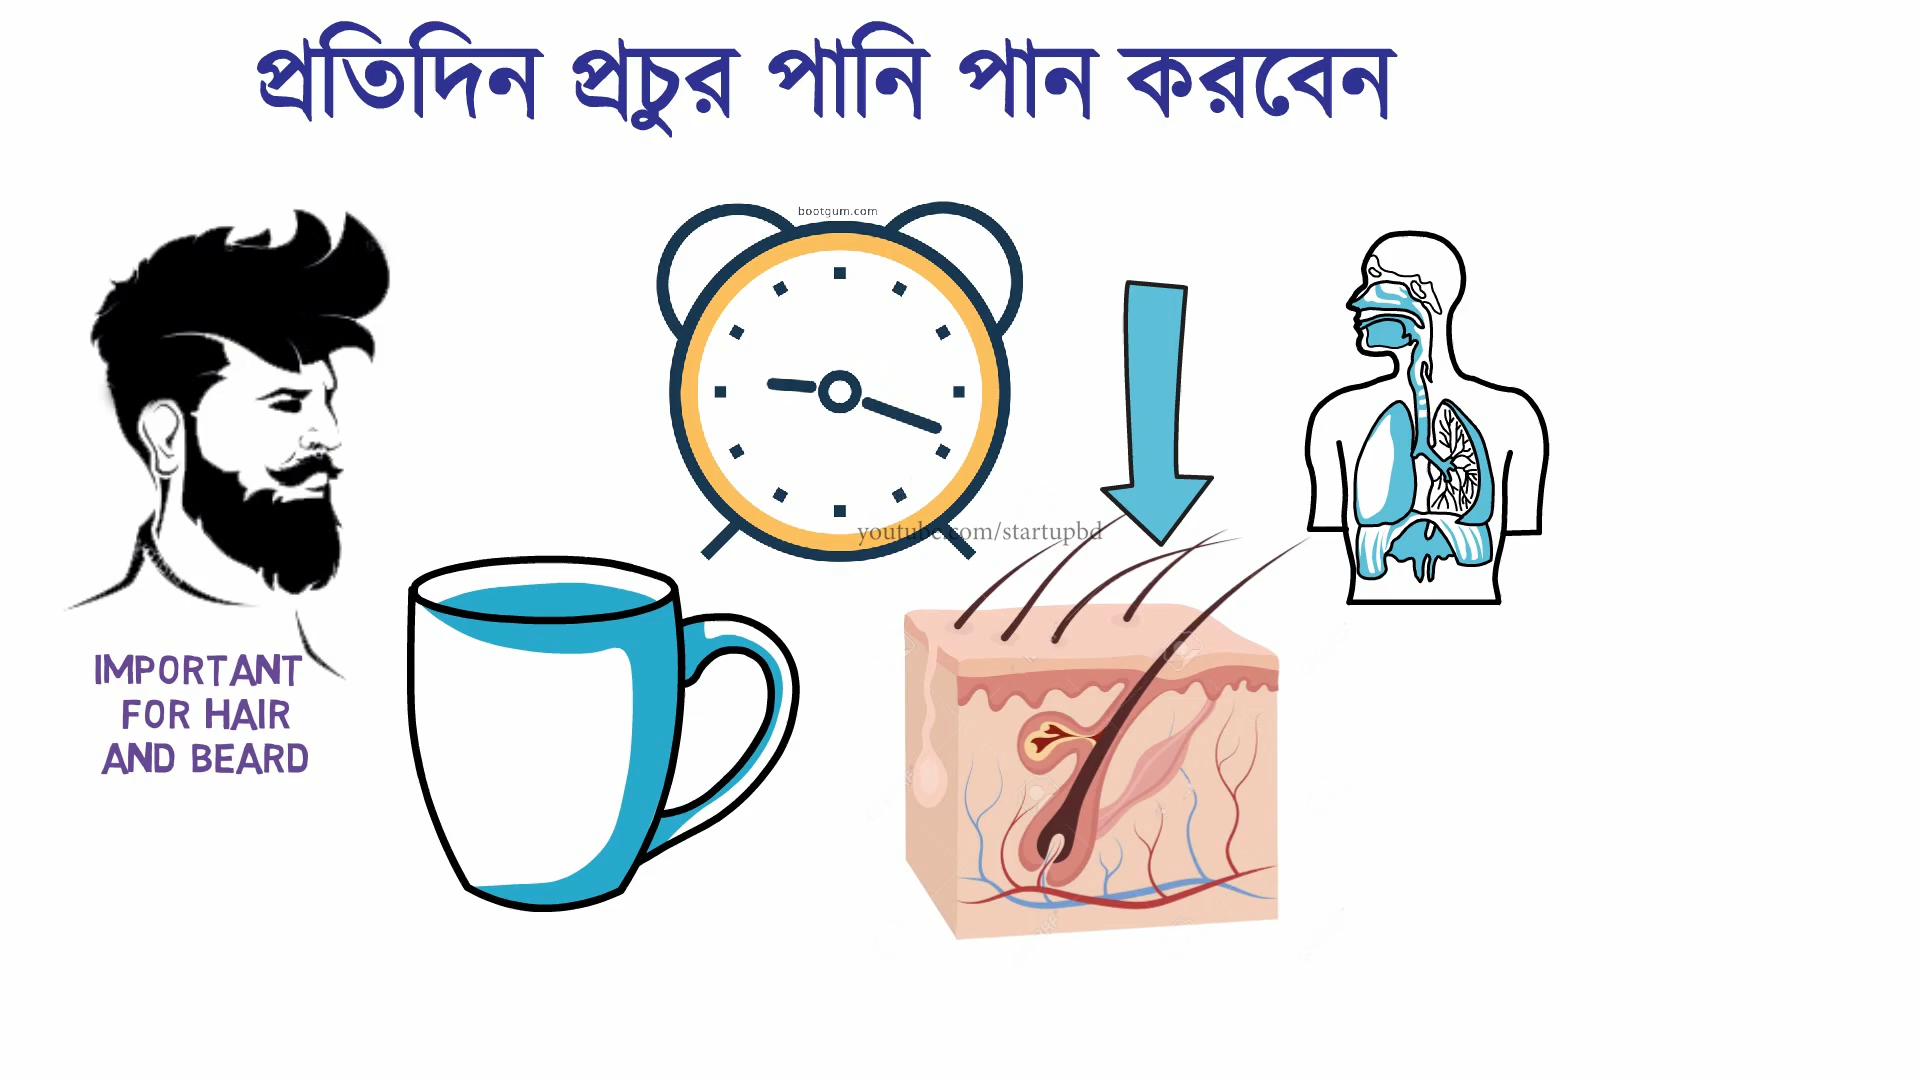 প্রতিদিন প্রচুর পানি পান করবেন
bootgum.com
youtube.com/startupbd
IMPORTANT
FOR HAIR
AND BEARD